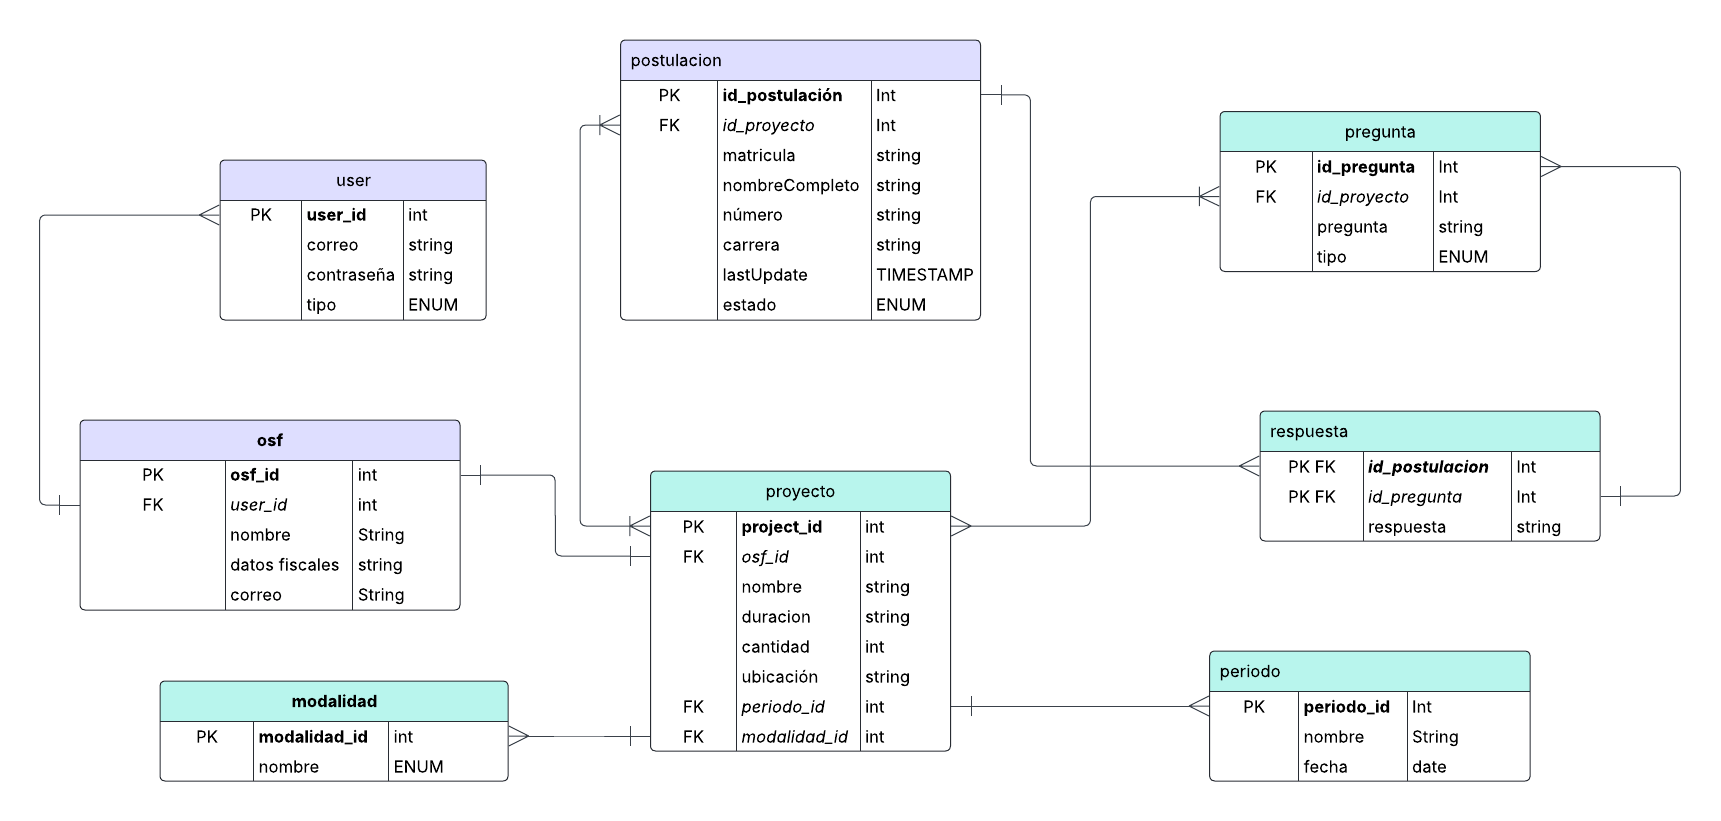 postulacion
PK id_postulación Int
FK id_proyecto Int
matricula string
nombreCompleto string
número string
carrera string
lastUpdate TIMESTAMP
estado ENUM
pregunta
PK id_pregunta Int
FK id_proyecto Int
pregunta string
tipo ENUM
user
PK user_id int
correo string
contraseña string
tipo ENUM
osf
PK osf_id int
FK user_id int
nombre String
datos fiscales string
correo String
respuesta
PK FK id_postulacion Int
PK FK id_pregunta Int
respuesta string
proyecto
PK project_id int
FK osf_id int
nombre string
duracion string
cantidad int
ubicación string
FK periodo_id int
FK modalidad_id int
modalidad
PK modalidad_id int
nombre ENUM
periodo
PK periodo_id Int
nombre String
fecha date